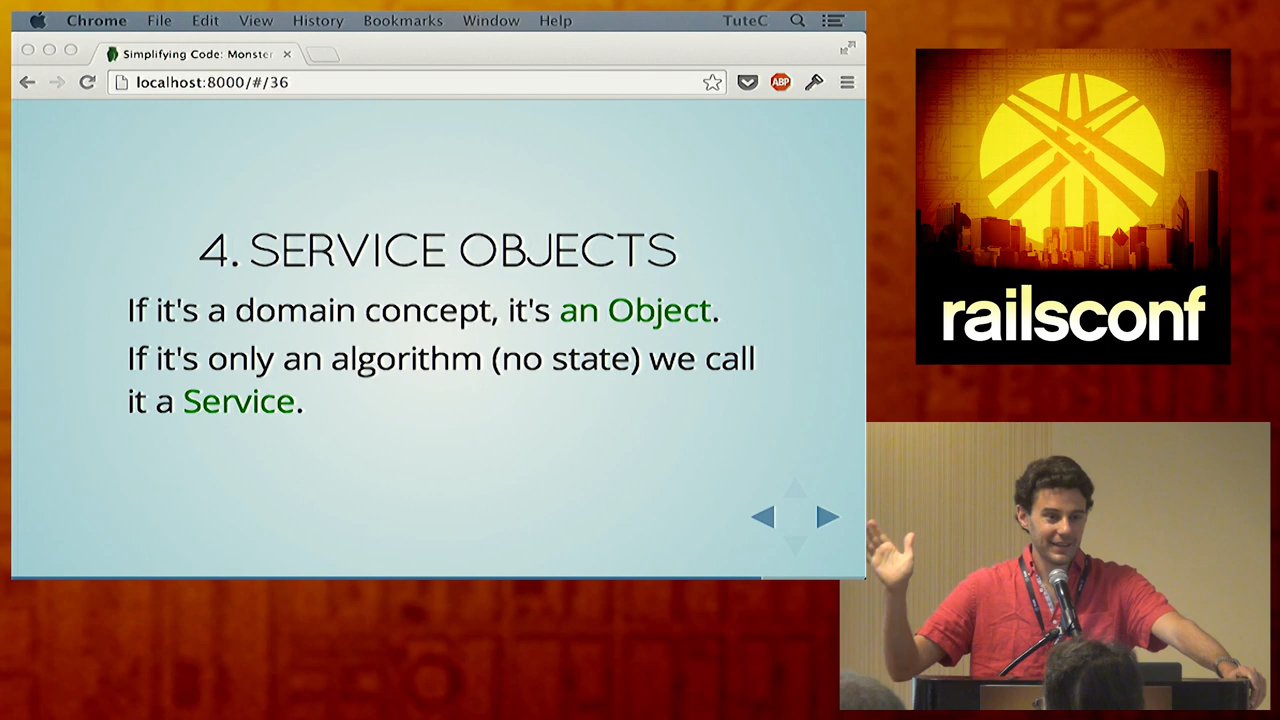 Chrome File Edit View History Bookmarks Window Help TuteC
Simplifying Code: Monster
localhost:8000/#/36
ABP
4. SERVICE OBJECTS
If it's a domain concept, it's an Object.
If it's only an algorithm (no state) we call
it a Service.
railsconf